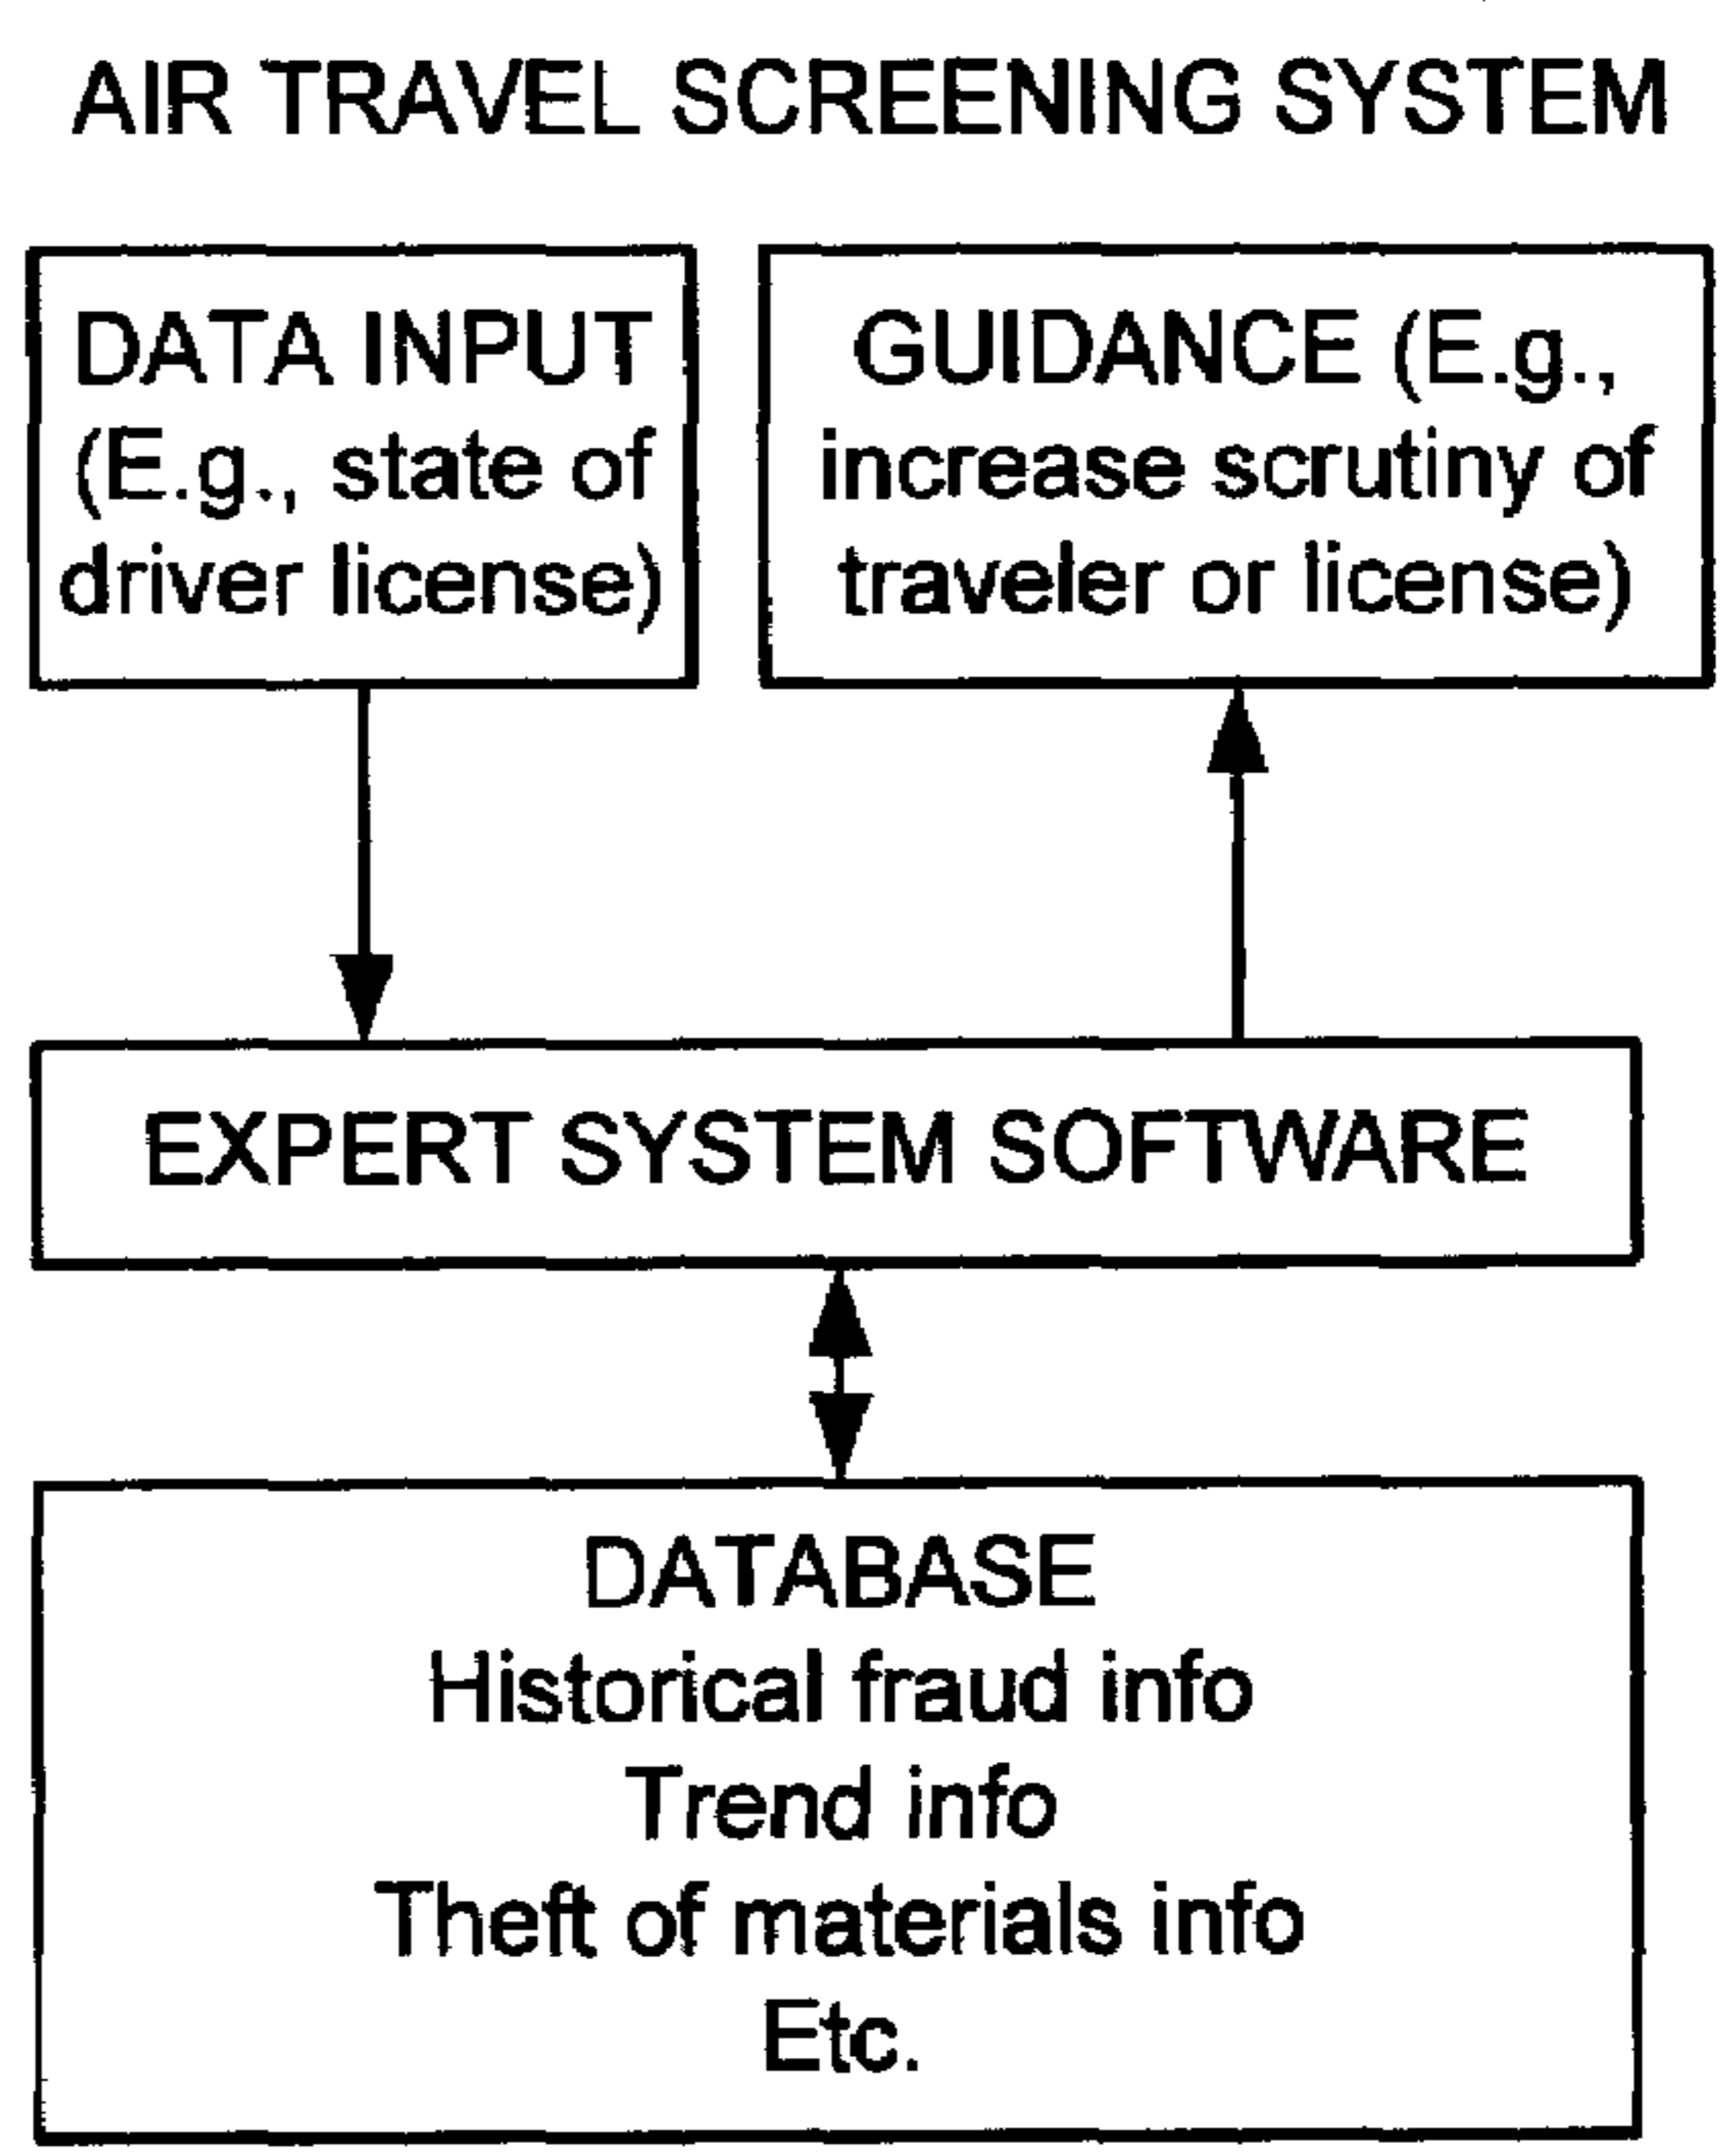 AIR TRAVEL SCREENING SYSTEM
DATA INPUT
(E.g., state of
driver license)
GUIDANCE (E.g.,
increase scrutiny of
traveler or license)
EXPERT SYSTEM SOFTWARE
DATABASE
Historical fraud info
Trend info
Theft of materials info
Etc.